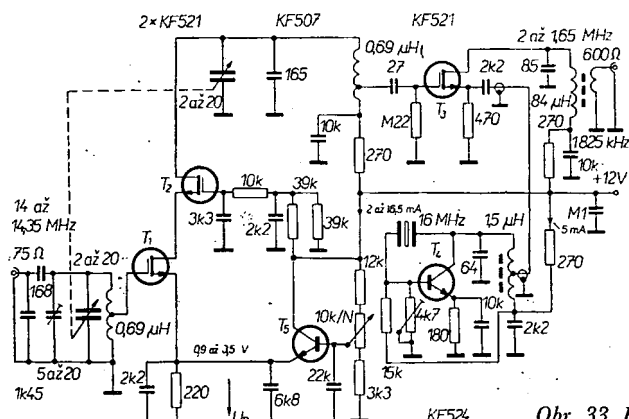 2×KF521
KF507
KF521
2 až 1,65 MHz
600Ω
0,69 µH
27
2k2
85
84 µH
T3
2 až 20
165
M22
470
270
1825 kHz
10k
10k
270
+12V
T2
10k
39k
39k
2 až 16,5 mA
16 MHz
1,5 µH
M1
5 mA
14 až
14,35 MHz
3k3
2k2
75 Ω
2 až 20
T1
12k
T4
64
270
168
0,69 µH
10k/N
4k7
10k
T5
180
2k2
5 až 20
0,9 až 3,5 V
15k
1k45
2k2
220
6k8
22k
3k3
KF524
Obr. 33.